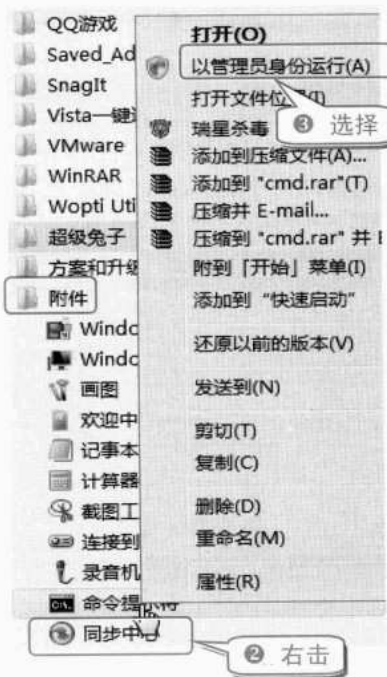 QQ游戏
Saved_Ad
SnagIt
Vista一键
VMware
WinRAR
Wopti Uti
超级兔子
方案和升级
附件
Windo
Windo
画图
欢迎中
记事本
计算器
截图工
连接到
录音机
命令提示符
同步中心
打开(O)
以管理员身份运行(A)
打开文件位置(I)
瑞星杀毒
添加到压缩文件(A)...
添加到 "cmd.rar"(T)
压缩并 E-mail...
压缩到 "cmd.rar" 并 E
附到「开始」菜单(I)
添加到“快速启动”
还原以前的版本(V)
发送到(N)
剪切(T)
复制(C)
删除(D)
重命名(M)
属性(R)
❸ 选择
❷ 右击